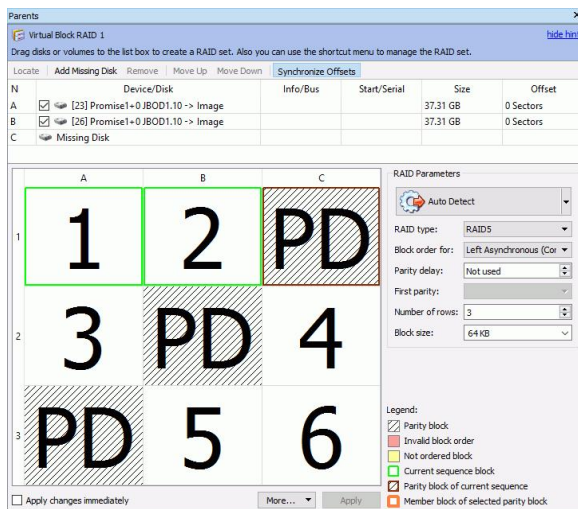 Parents
Virtual Block RAID 1 hide hin
Drag disks or volumes to the list box to create a RAID set. Also you can use the shortcut menu to manage the RAID set.
Locate Add Missing Disk Remove Move Up Move Down Synchronize Offsets
N Device/Disk Info/Bus Start/Serial Size Offset
A [23] Promise1+0 JBOD1.10 -> Image 37.31 GB 0 Sectors
B [26] Promise1+0 JBOD1.10 -> Image 37.31 GB 0 Sectors
C Missing Disk
A B C
1 1 2 PD
2 3 PD 4
3 PD 5 6
RAID Parameters
Auto Detect
RAID type: RAID5
Block order for: Left Asynchronous (Cor
Parity delay: Not used
First parity:
Number of rows: 3
Block size: 64 KB
Legend:
Parity block
Invalid block order
Not ordered block
Current sequence block
Parity block of current sequence
Member block of selected parity block
Apply changes immediately More... Apply